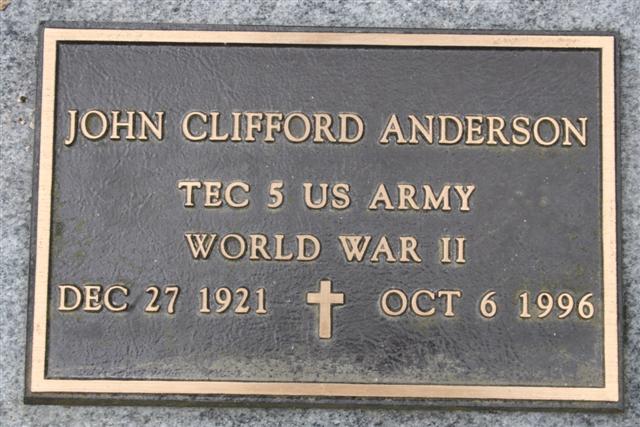 JOHN CLIFFORD ANDERSON
TEC 5 US ARMY
WORLD WAR II
DEC 27 1921 OCT 6 1996